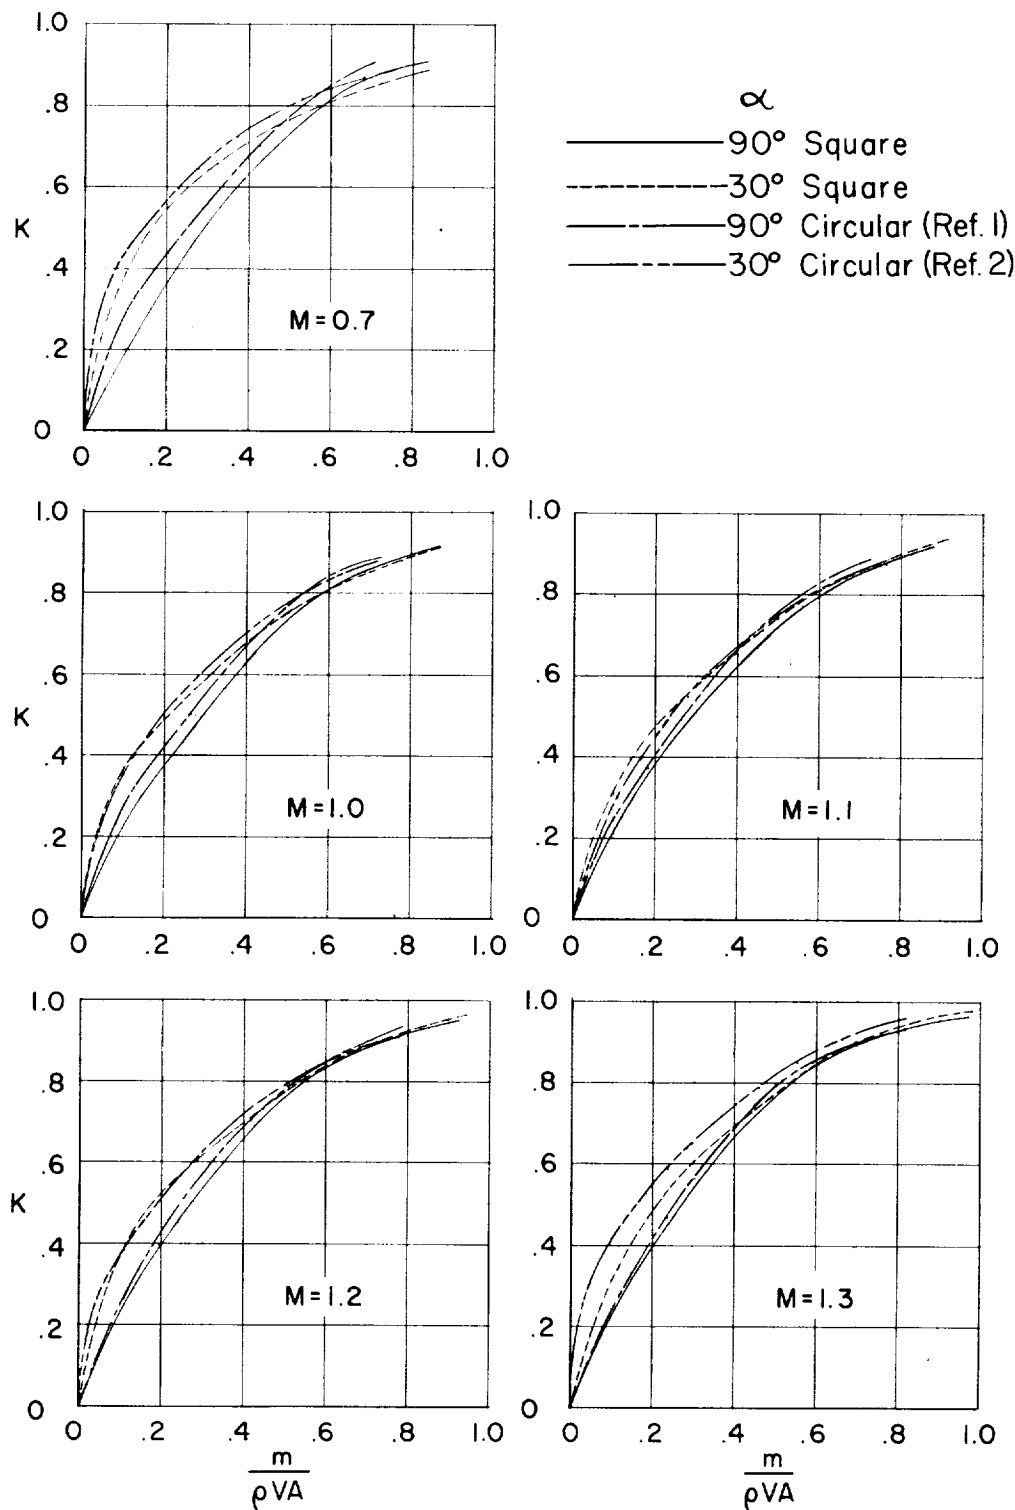 α
90° Square
30° Square
90° Circular (Ref. 1)
30° Circular (Ref. 2)
1.0
.8
.6
K
.4
.2
0
M=0.7
0 .2 .4 .6 .8 1.0
1.0
.8
.6
K
.4
.2
0
M=1.0
0 .2 .4 .6 .8 1.0
1.0
.8
.6
.4
.2
0
M=1.1
0 .2 .4 .6 .8 1.0
1.0
.8
.6
K
.4
.2
0
M=1.2
0 .2 .4 .6 .8 1.0
m
ρVA
1.0
.8
.6
.4
.2
0
M=1.3
0 .2 .4 .6 .8 1.0
m
ρVA